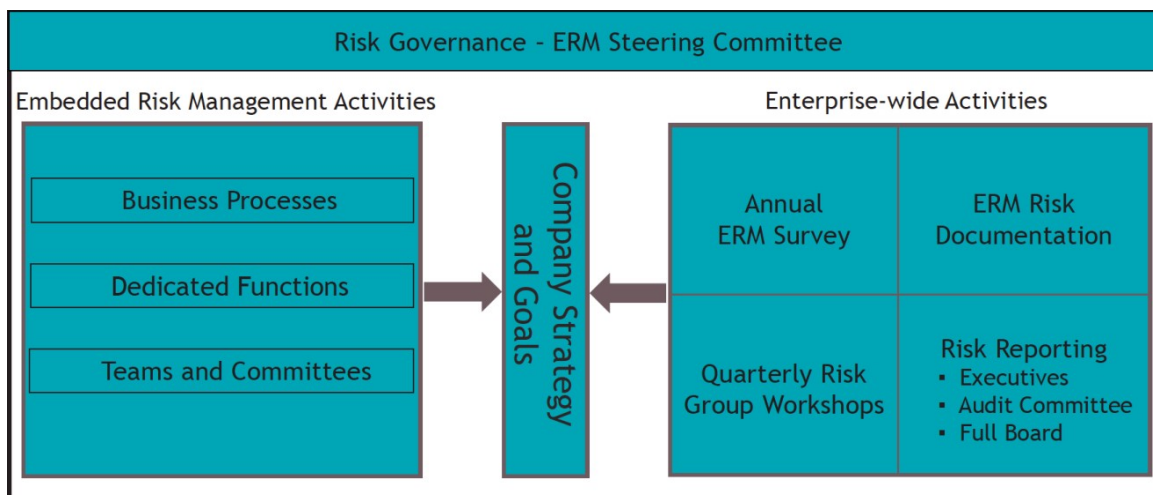 Risk Governance - ERM Steering Committee
Embedded Risk Management Activities
Business Processes
Dedicated Functions
Teams and Committees
Company Strategy
and Goals
Enterprise-wide Activities
Annual
ERM Survey
ERM Risk
Documentation
Quarterly Risk
Group Workshops
Risk Reporting
▪ Executives
▪ Audit Committee
▪ Full Board